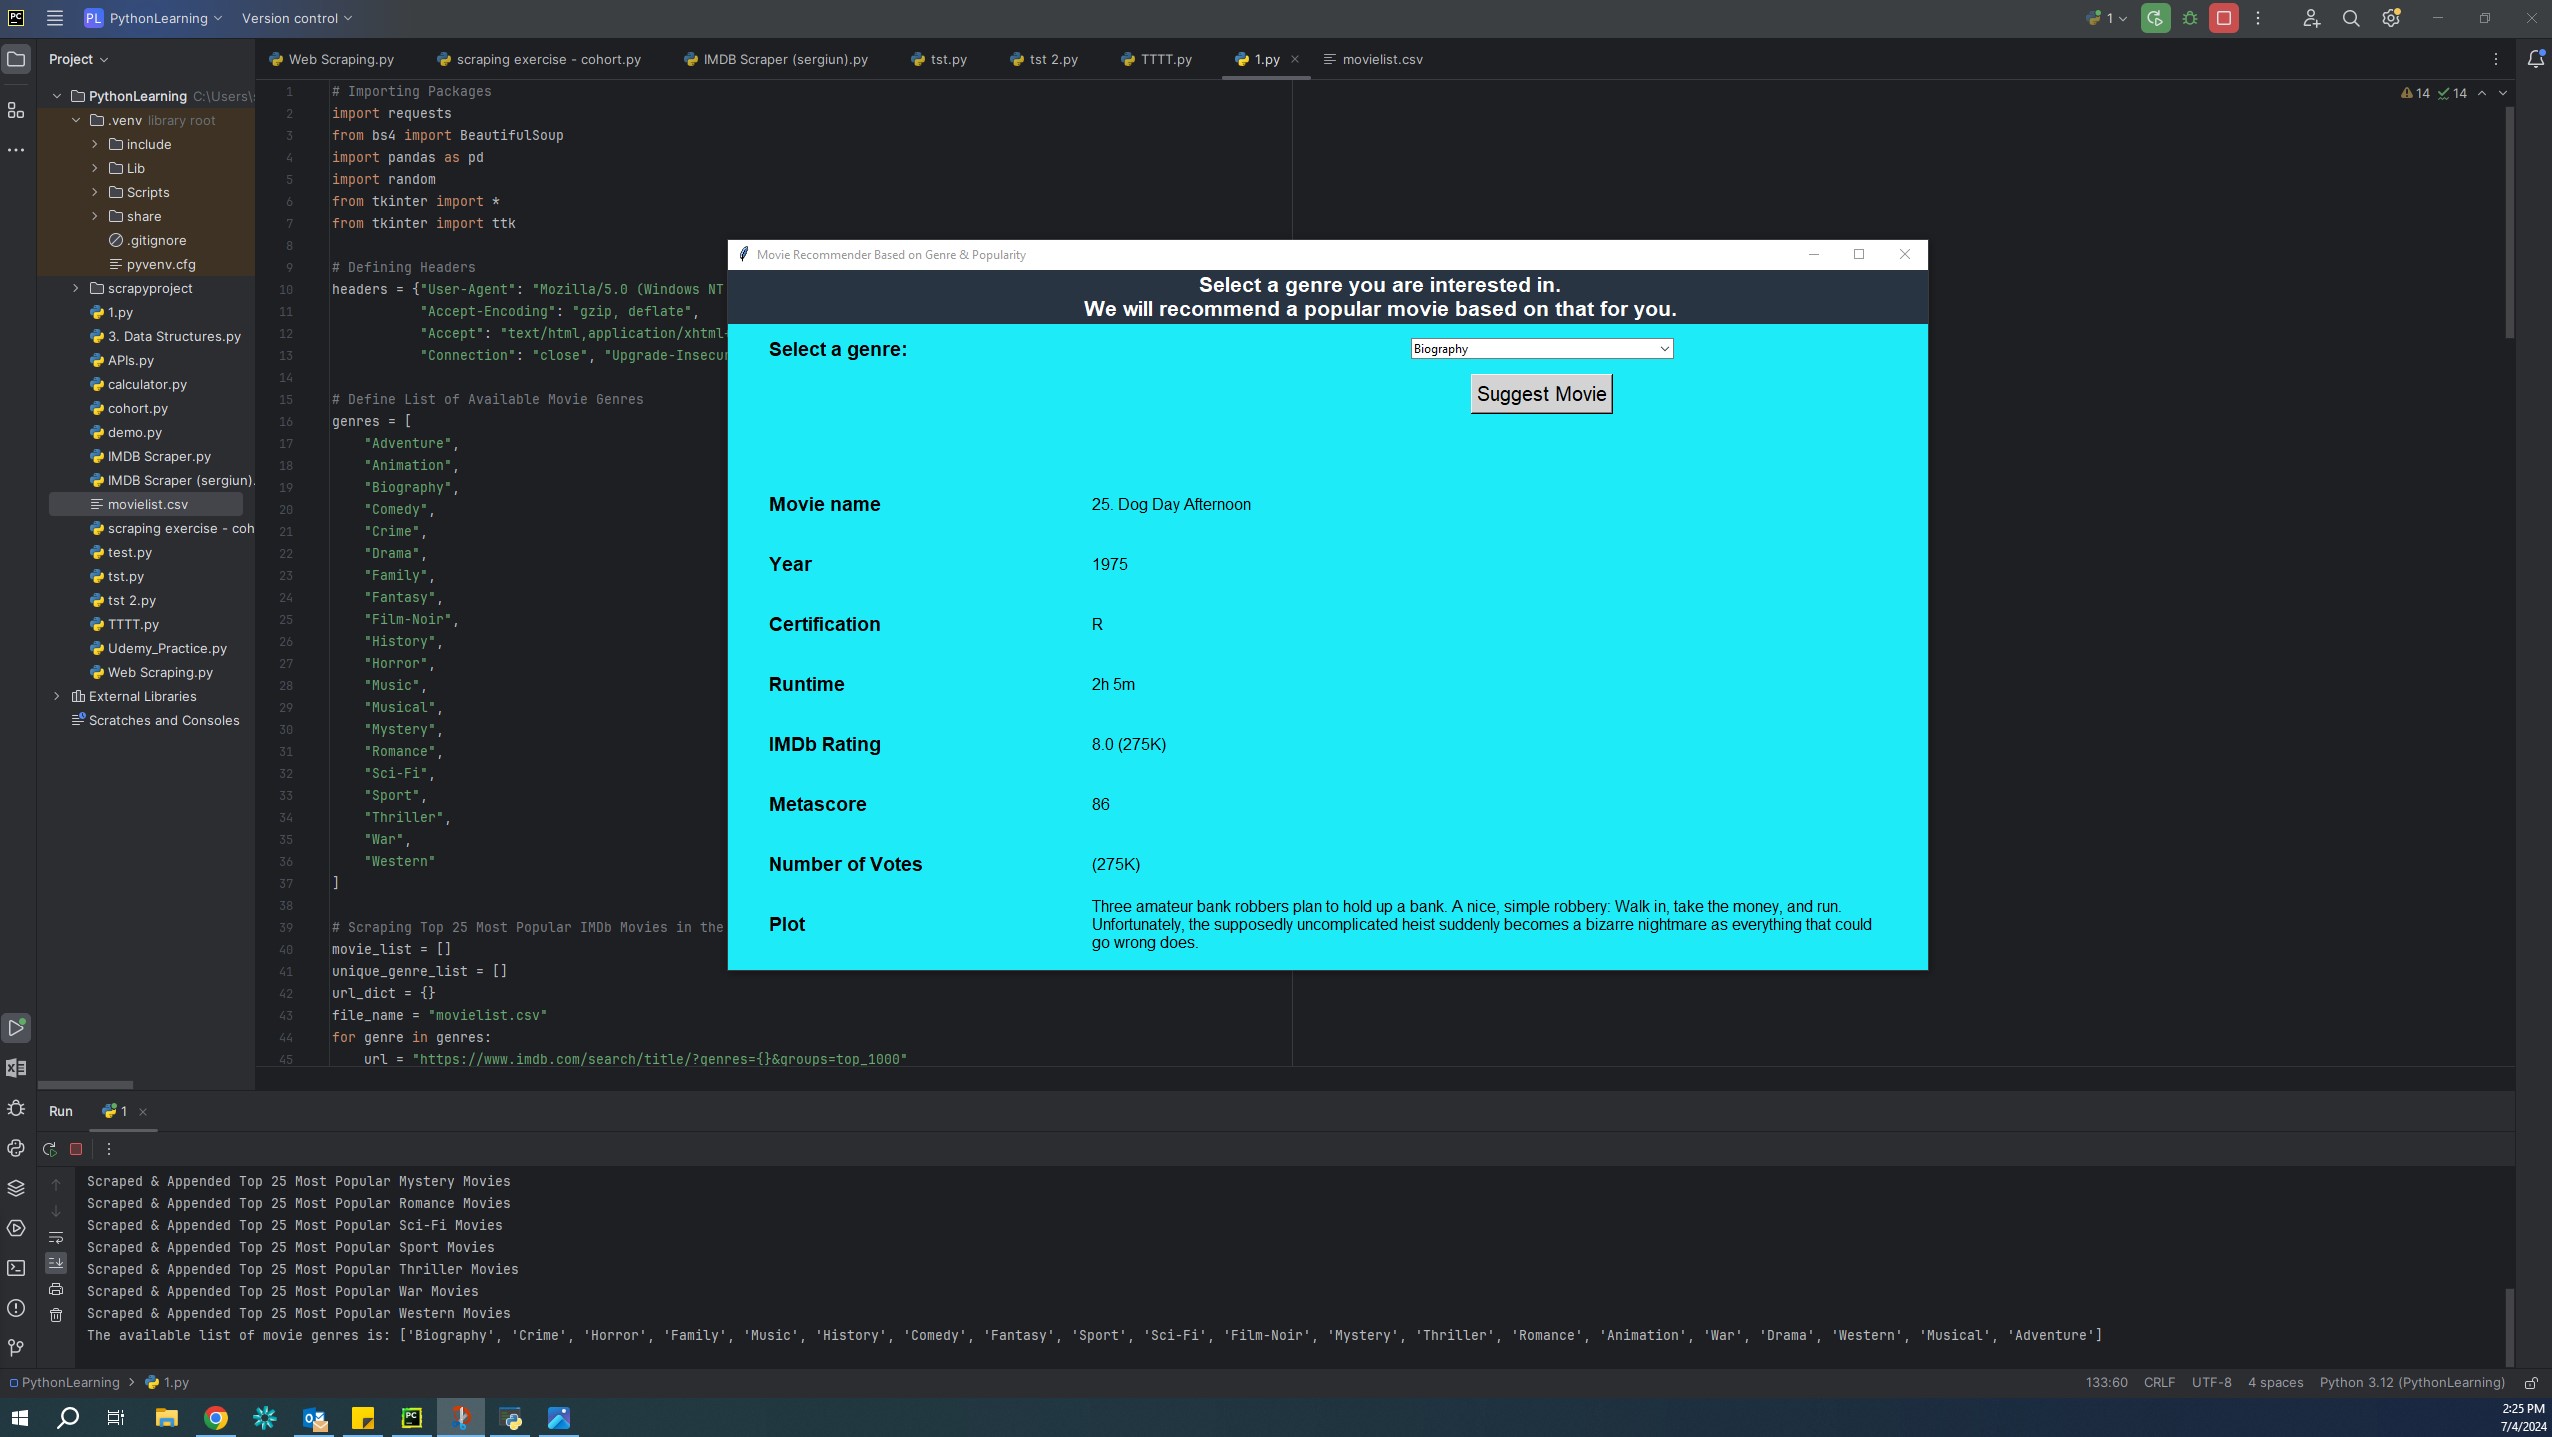 PC
PL PythonLearning Version control
1
Project
Web Scraping.py scraping exercise - cohort.py IMDB Scraper (sergiun).py tst.py tst 2.py TTTT.py 1.py movielist.csv
PythonLearning C:\Users\
.venv library root
include
Lib
Scripts
share
.gitignore
pyvenv.cfg
scrapyproject
1.py
3. Data Structures.py
APIs.py
calculator.py
cohort.py
demo.py
IMDB Scraper.py
IMDB Scraper (sergiun).
movielist.csv
scraping exercise - coh
test.py
tst.py
tst 2.py
TTTT.py
Udemy_Practice.py
Web Scraping.py
External Libraries
Scratches and Consoles
14 14
1 # Importing Packages
2 import requests
3 from bs4 import BeautifulSoup
4 import pandas as pd
5 import random
6 from tkinter import *
7 from tkinter import ttk
8
9 # Defining Headers
10 headers = {"User-Agent": "Mozilla/5.0 (Windows NT
11 "Accept-Encoding": "gzip, deflate",
12 "Accept": "text/html,application/xhtml
13 "Connection": "close", "Upgrade-Insecur
14
15 # Define List of Available Movie Genres
16 genres = [
17 "Adventure",
18 "Animation",
19 "Biography",
20 "Comedy",
21 "Crime",
22 "Drama",
23 "Family",
24 "Fantasy",
25 "Film-Noir",
26 "History",
27 "Horror",
28 "Music",
29 "Musical",
30 "Mystery",
31 "Romance",
32 "Sci-Fi",
33 "Sport",
34 "Thriller",
35 "War",
36 "Western"
37 ]
38
39 # Scraping Top 25 Most Popular IMDb Movies in the
40 movie_list = []
41 unique_genre_list = []
42 url_dict = {}
43 file_name = "movielist.csv"
44 for genre in genres:
45 url = "https://www.imdb.com/search/title/?genres={}&groups=top_1000"
Movie Recommender Based on Genre & Popularity
Select a genre you are interested in.
We will recommend a popular movie based on that for you.
Select a genre: Biography
Suggest Movie
Movie name 25. Dog Day Afternoon
Year 1975
Certification R
Runtime 2h 5m
IMDb Rating 8.0 (275K)
Metascore 86
Number of Votes (275K)
Plot
Three amateur bank robbers plan to hold up a bank. A nice, simple robbery: Walk in, take the money, and run.
Unfortunately, the supposedly uncomplicated heist suddenly becomes a bizarre nightmare as everything that could
go wrong does.
Run 1
Scraped & Appended Top 25 Most Popular Mystery Movies
Scraped & Appended Top 25 Most Popular Romance Movies
Scraped & Appended Top 25 Most Popular Sci-Fi Movies
Scraped & Appended Top 25 Most Popular Sport Movies
Scraped & Appended Top 25 Most Popular Thriller Movies
Scraped & Appended Top 25 Most Popular War Movies
Scraped & Appended Top 25 Most Popular Western Movies
The available list of movie genres is: ['Biography', 'Crime', 'Horror', 'Family', 'Music', 'History', 'Comedy', 'Fantasy', 'Sport', 'Sci-Fi', 'Film-Noir', 'Mystery', 'Thriller', 'Romance', 'Animation', 'War', 'Drama', 'Western', 'Musical', 'Adventure']
PythonLearning > 1.py
133:60 CRLF UTF-8 4 spaces Python 3.12 (PythonLearning)
PC
2:25 PM
7/4/2024